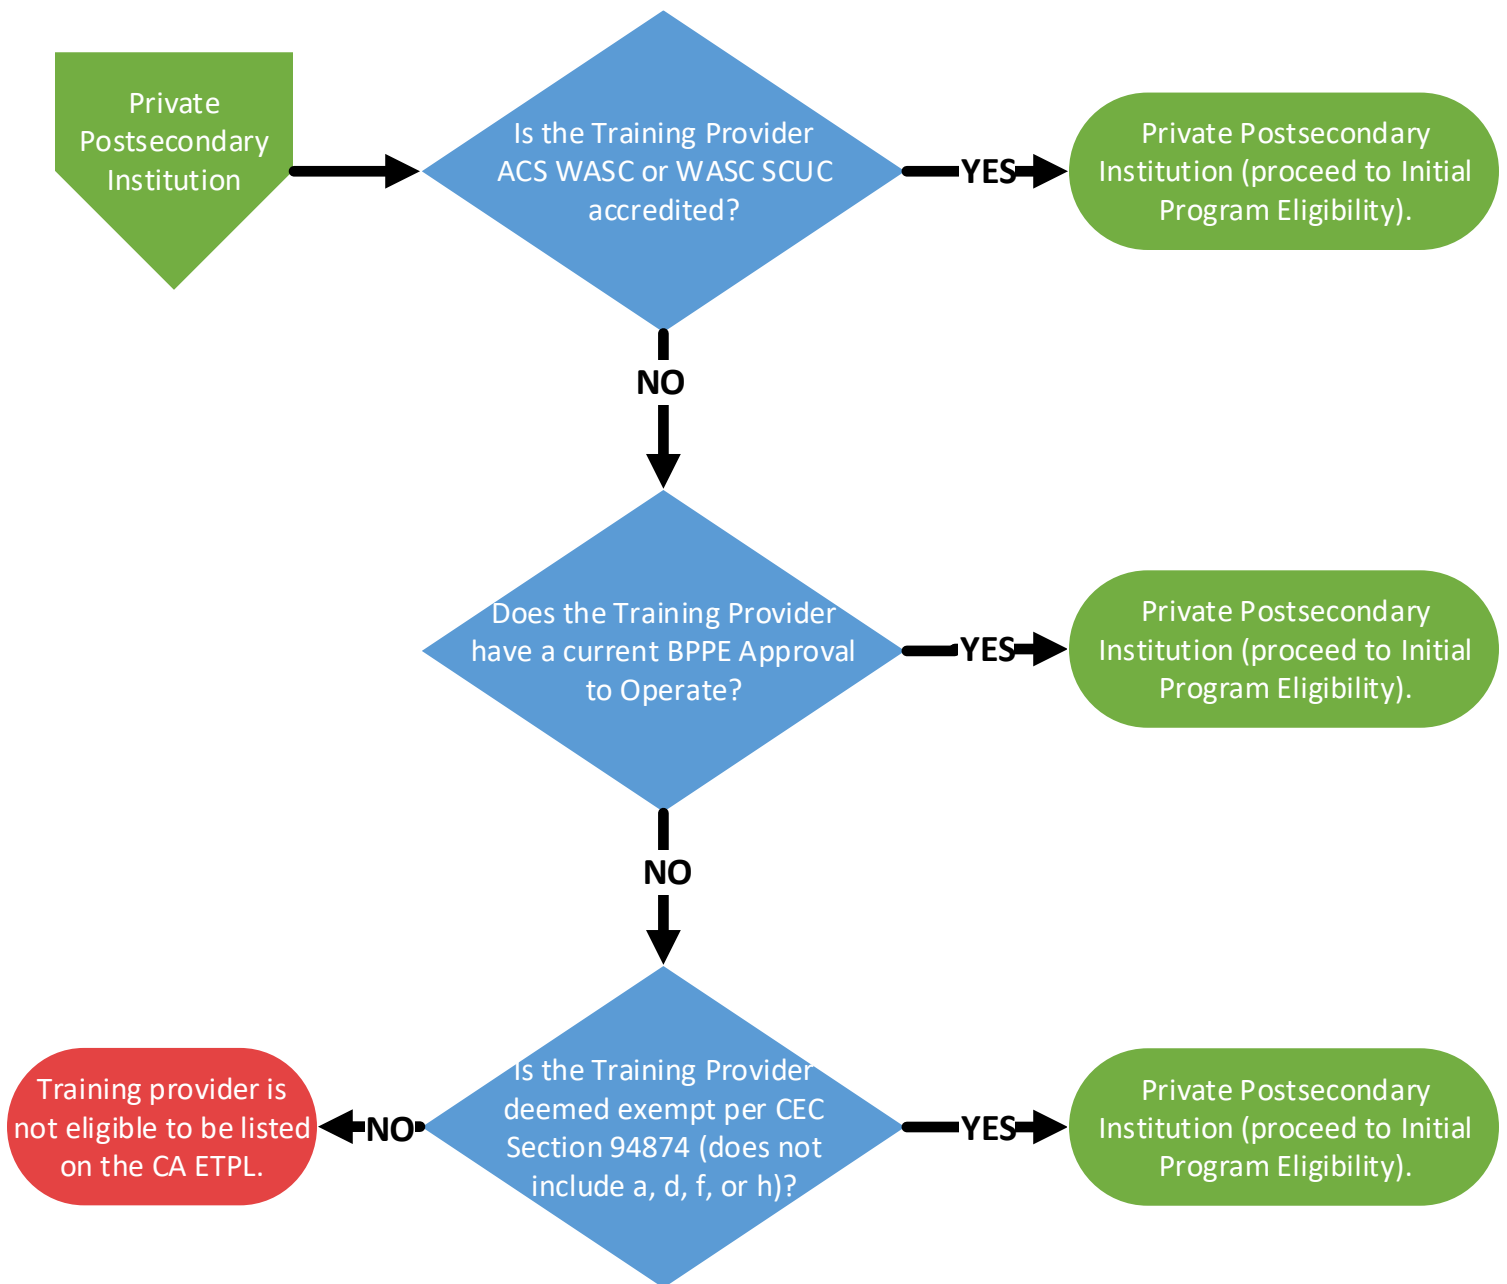 Private
Postsecondary
Institution
Is the Training Provider
ACS WASC or WASC SCUC
accredited?
YES
Private Postsecondary
Institution (proceed to Initial
Program Eligibility).
NO
Does the Training Provider
have a current BPPE Approval
to Operate?
YES
Private Postsecondary
Institution (proceed to Initial
Program Eligibility).
NO
Is the Training Provider
deemed exempt per CEC
Section 94874 (does not
include a, d, f, or h)?
YES
Private Postsecondary
Institution (proceed to Initial
Program Eligibility).
NO
Training provider is
not eligible to be listed
on the CA ETPL.